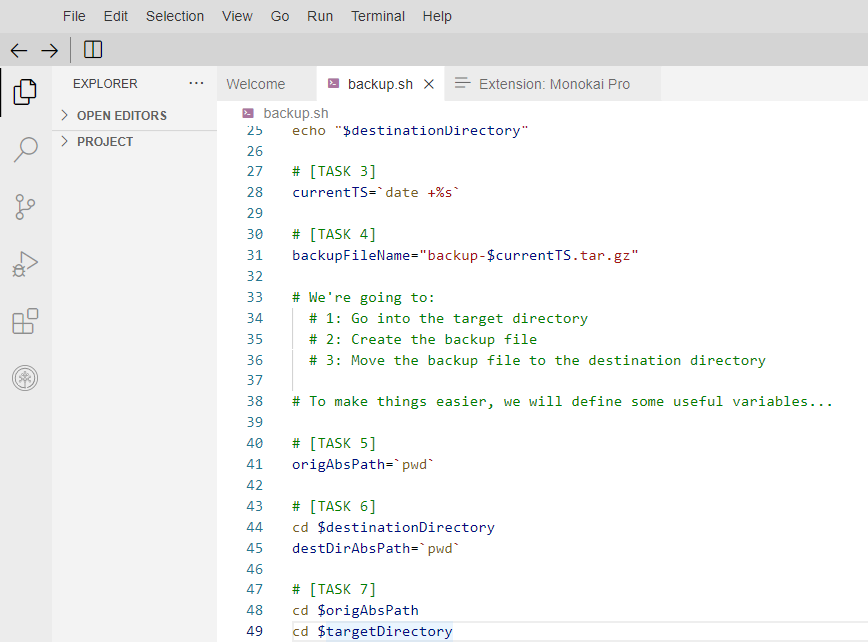 File Edit Selection View Go Run Terminal Help
EXPLORER
OPEN EDITORS
PROJECT
Welcome backup.sh Extension: Monokai Pro
backup.sh
25 echo "$destinationDirectory"
26
27 # [TASK 3]
28 currentTS=`date +%s`
29
30 # [TASK 4]
31 backupFileName="backup-$currentTS.tar.gz"
32
33 # We're going to:
34 # 1: Go into the target directory
35 # 2: Create the backup file
36 # 3: Move the backup file to the destination directory
37
38 # To make things easier, we will define some useful variables...
39
40 # [TASK 5]
41 origAbsPath=`pwd`
42
43 # [TASK 6]
44 cd $destinationDirectory
45 destDirAbsPath=`pwd`
46
47 # [TASK 7]
48 cd $origAbsPath
49 cd $targetDirectory